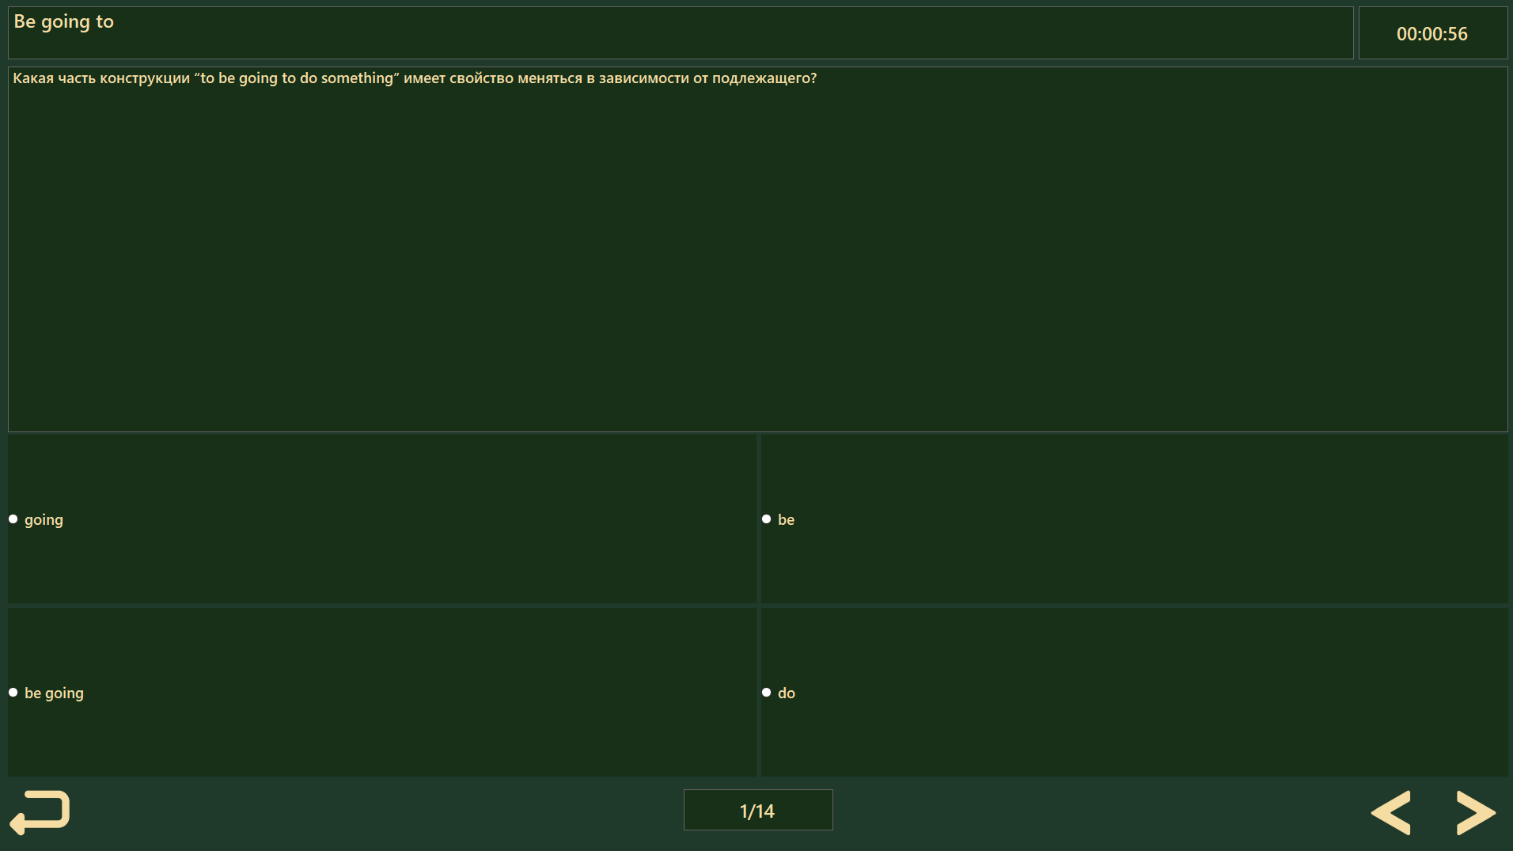 Be going to
00:00:56
Какая часть конструкции “to be going to do something” имеет свойство меняться в зависимости от подлежащего?
going
be
be going
do
1/14